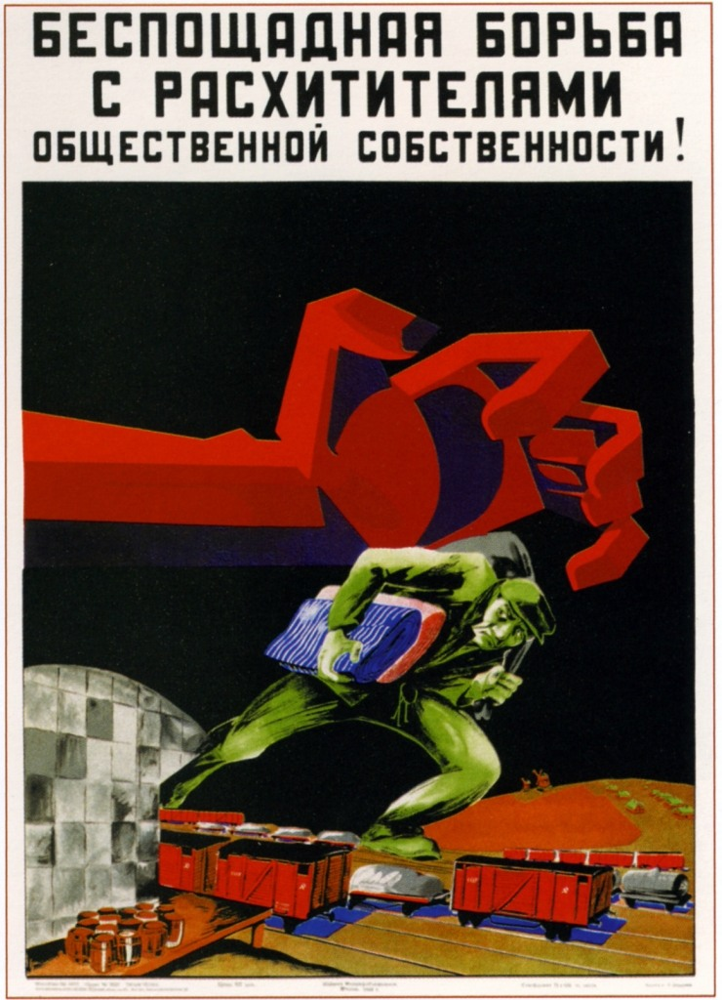 БЕСПОЩАДНАЯ БОРЬБА
С РАСХИТИТЕЛЯМИ
ОБЩЕСТВЕННОЙ СОБСТВЕННОСТИ!